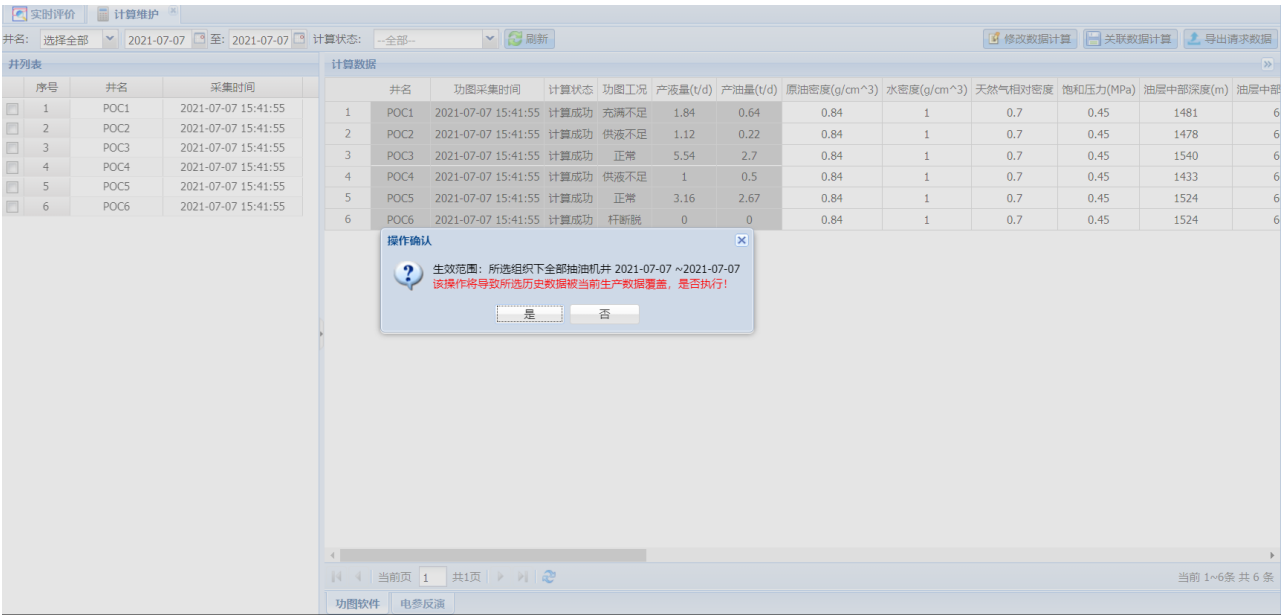 实时评价 计算维护
井名: 选择全部 2021-07-07 至: 2021-07-07 计算状态: --全部-- 刷新 修改数据计算 关联数据计算 导出请求数据
井列表
序号 井名 采集时间
1 POC1 2021-07-07 15:41:55
2 POC2 2021-07-07 15:41:55
3 POC3 2021-07-07 15:41:55
4 POC4 2021-07-07 15:41:55
5 POC5 2021-07-07 15:41:55
6 POC6 2021-07-07 15:41:55
计算数据
井名 功图采集时间 计算状态 功图工况 产液量(t/d) 产油量(t/d) 原油密度(g/cm^3) 水密度(g/cm^3) 天然气相对密度 饱和压力(MPa) 油层中部深度(m) 油层中部
1 POC1 2021-07-07 15:41:55 计算成功 充满不足 1.84 0.64 0.84 1 0.7 0.45 1481 6
2 POC2 2021-07-07 15:41:55 计算成功 供液不足 1.12 0.22 0.84 1 0.7 0.45 1478 6
3 POC3 2021-07-07 15:41:55 计算成功 正常 5.54 2.7 0.84 1 0.7 0.45 1540 6
4 POC4 2021-07-07 15:41:55 计算成功 供液不足 1 0.5 0.84 1 0.7 0.45 1433 6
5 POC5 2021-07-07 15:41:55 计算成功 正常 3.16 2.67 0.84 1 0.7 0.45 1524 6
6 POC6 2021-07-07 15:41:55 计算成功 杆断脱 0 0 0.84 1 0.7 0.45 1524 6
操作确认
生效范围: 所选组织下全部抽油机井 2021-07-07 ~2021-07-07
该操作将导致所选历史数据被当前生产数据覆盖，是否执行！
是 否
当前页 1 共1页 当前 1~6条 共 6 条
功图软件 电参反演